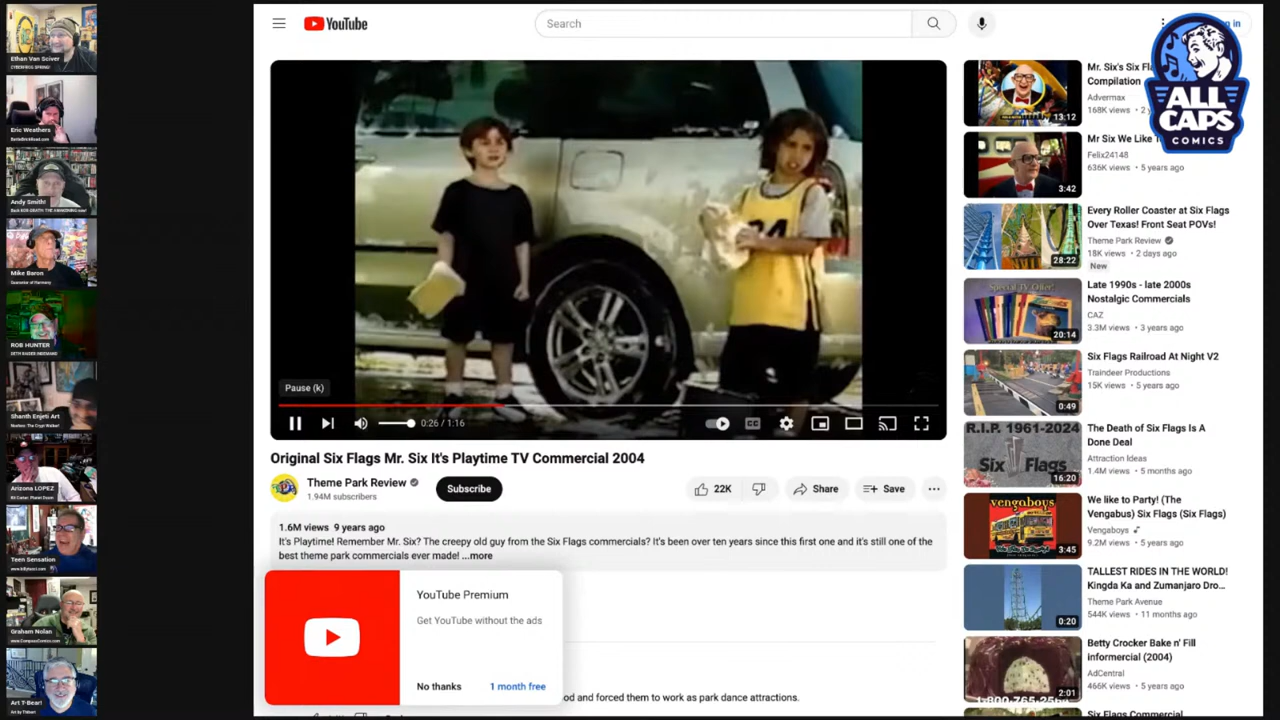 Ethan Van Sciver
Eric Weathers
Andy Smith!
Mike Baron
ROB HUNTER
Shanth Enjeti Art
Arizona LOPEZ
Teen Sensation
Graham Nolan
Art T-Bear!
YouTube
Search
in
ALL
CAPS
COMICS
24
Pause (k)
0:26 / 1:16
CC
Original Six Flags Mr. Six It's Playtime TV Commercial 2004
Theme Park Review
1.94M subscribers
Subscribe
22K
Share
Save
1.6M views 9 years ago
It's Playtime! Remember Mr. Six? The creepy old guy from the Six Flags commercials? It's been over ten years since this first one and it's still one of the
best theme park commercials ever made! ...more
YouTube Premium
Get YouTube without the ads
No thanks
1 month free
od and forced them to work as park dance attractions.
13:12
Mr. Six's Six Fl
Compilation
Advermax
168K views • 2
3:42
Mr Six We Like T
Felix24148
636K views • 5 years ago
28:22
Every Roller Coaster at Six Flags
Over Texas! Front Seat POVs!
Theme Park Review
18K views • 2 days ago
New
Special TV Offer!
20:14
Late 1990s - late 2000s
Nostalgic Commercials
CAZ
3.3M views • 3 years ago
0:49
Six Flags Railroad At Night V2
Traindeer Productions
15K views • 5 years ago
R.I.P. 1961-2024
Six Flags
16:20
The Death of Six Flags Is A
Done Deal
Attraction Ideas
1.4M views • 5 months ago
vengaboys
3:45
We like to Party! (The
Vengabus) Six Flags (Six Flags)
Vengaboys
9.2M views • 5 years ago
0:20
TALLEST RIDES IN THE WORLD!
Kingda Ka and Zumanjaro Dro...
Theme Park Avenue
544K views • 11 months ago
2:01
Betty Crocker Bake n' Fill
informercial (2004)
AdCentral
466K views • 5 years ago
Six Flags Commercial